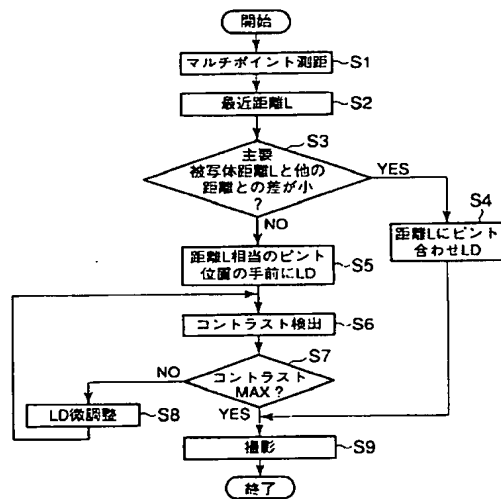 開始
マルチポイント測距 S1
最近距離L S2
S3
主要
被写体距離Lと他の
距離との差が小
?
YES
S4
距離Lにピント
合わせLD
NO
距離L相当のピント
位置の手前にLD S5
コントラスト検出 S6
S7
コントラスト
MAX?
NO
LD微調整 S8
YES
撮影 S9
終了